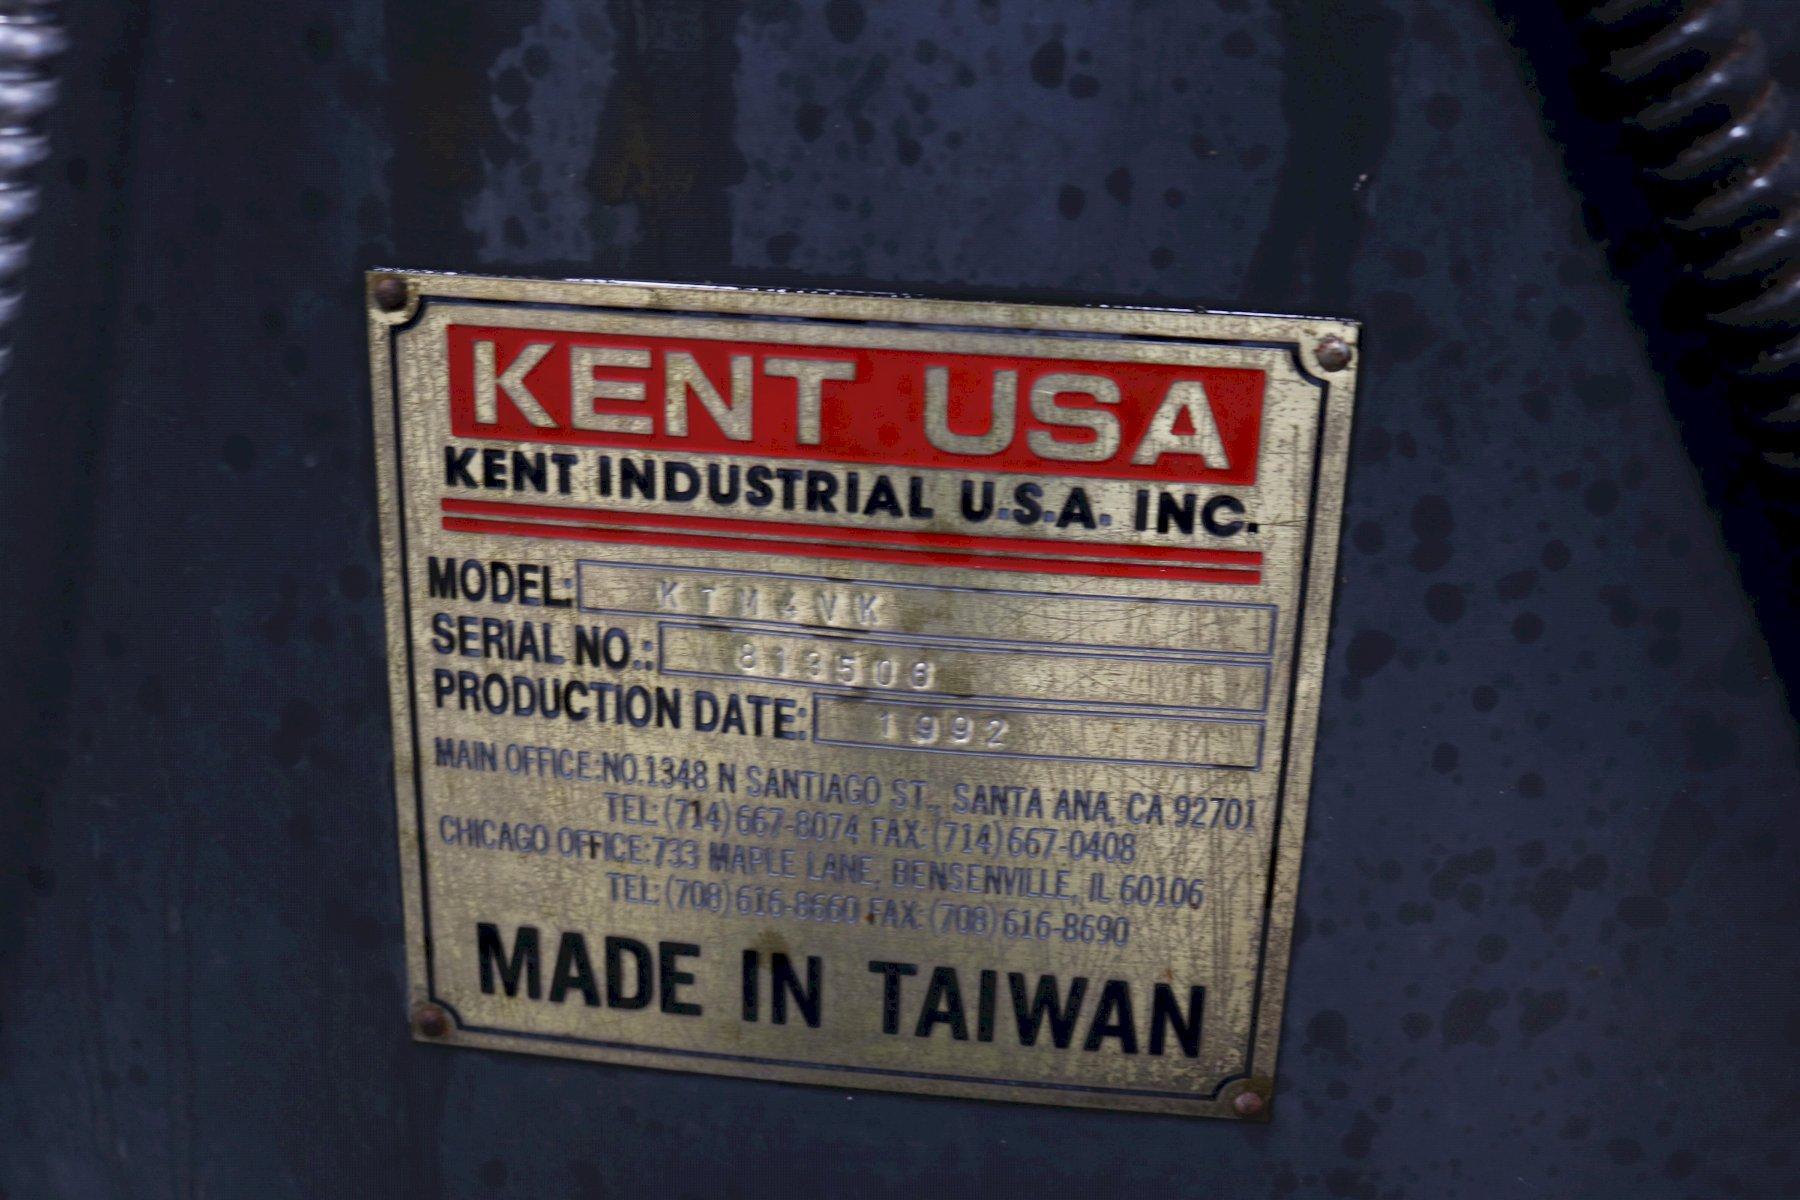 KENT USA
KENT INDUSTRIAL U.S.A. INC.
MODEL: KTM4VK
SERIAL NO.: 813506
PRODUCTION DATE: 1992
MAIN OFFICE:NO.1348 N SANTIAGO ST., SANTA ANA, CA 92701
TEL:(714)667-8074 FAX:(714)667-0408
CHICAGO OFFICE:733 MAPLE LANE, BENSENVILLE, IL 60106
TEL:(708)616-8660 FAX:(708)616-8690
MADE IN TAIWAN